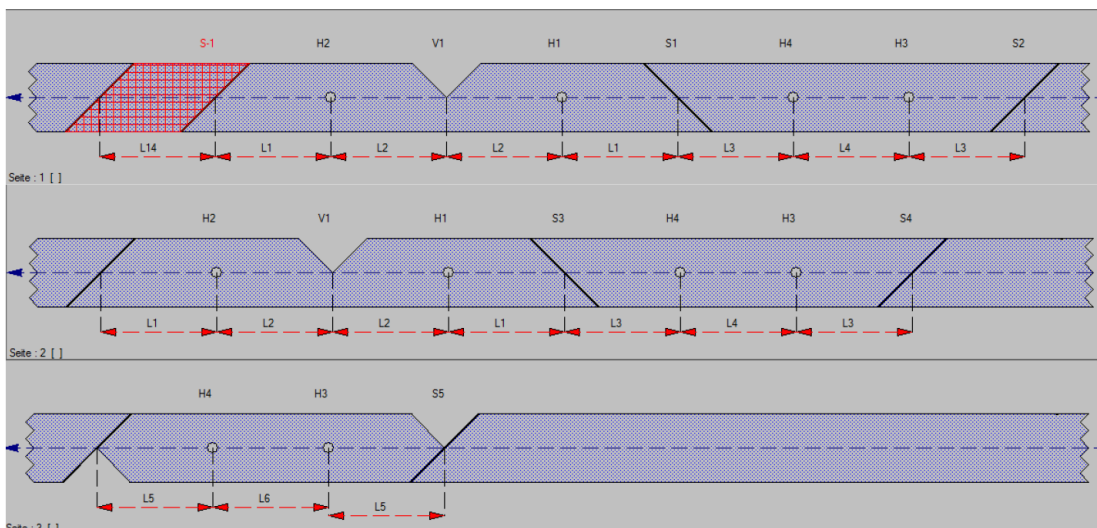 S-1 H2 V1 H1 S1 H4 H3 S2
L14 L1 L2 L2 L1 L3 L4 L3
Seite : 1 [ ]
H2 V1 H1 S3 H4 H3 S4
L1 L2 L2 L1 L3 L4 L3
Seite : 2 [ ]
H4 H3 S5
L5 L6 L5
Seite : 3 [ ]